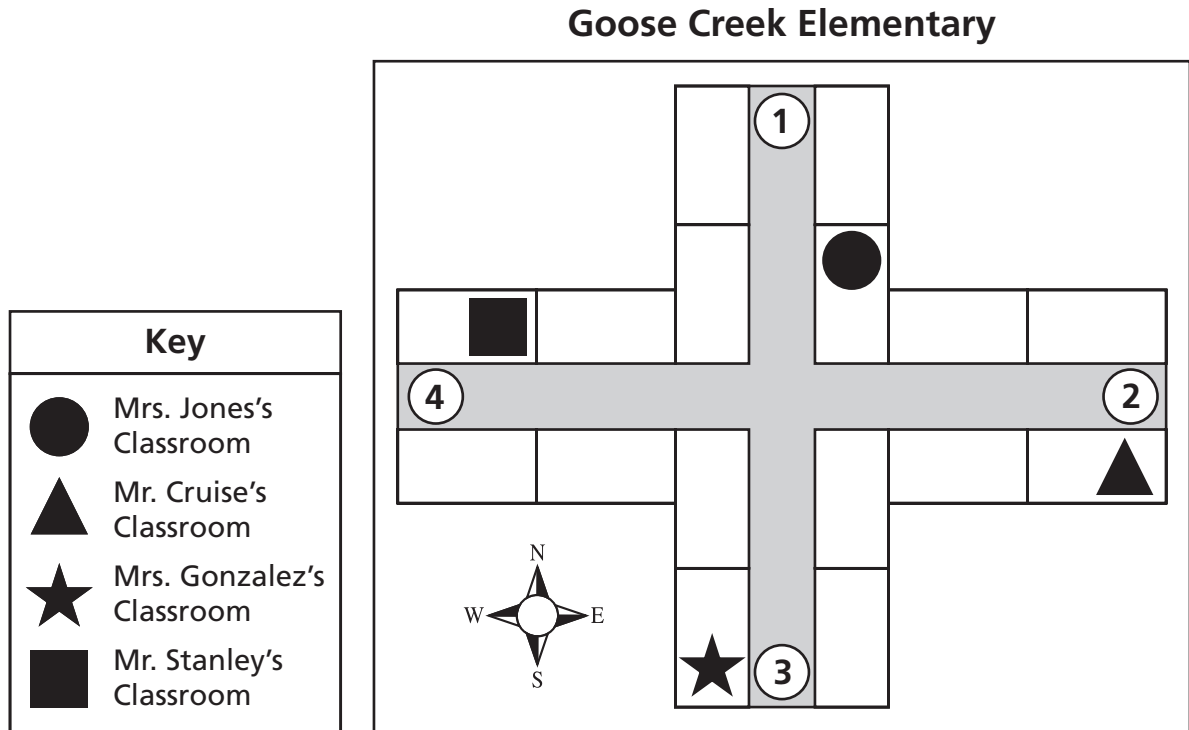 Goose Creek Elementary
1
2
4
3
N
W E
S
Key
Mrs. Jones's
Classroom
Mr. Cruise's
Classroom
Mrs. Gonzalez's
Classroom
Mr. Stanley's
Classroom